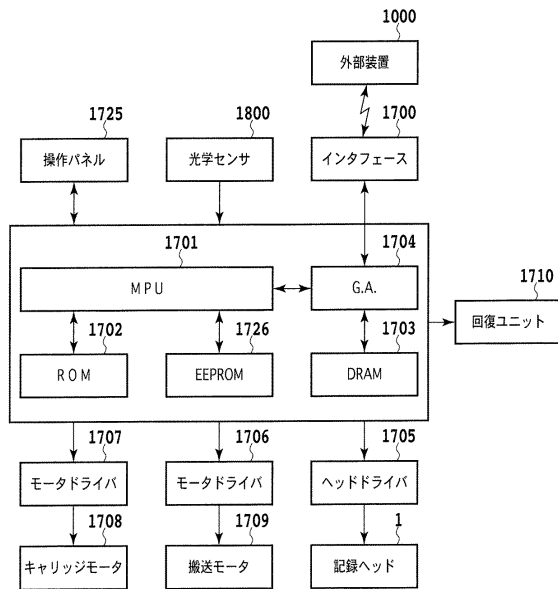 1000
外部装置
1725
1800
1700
操作パネル
光学センサ
インタフェース
1701
1704
MPU
G.A.
1710
回復ユニット
1702
1726
1703
ROM
EEPROM
DRAM
1707
1706
1705
モータドライバ
モータドライバ
ヘッドドライバ
1708
1709
1
キャリッジモータ
搬送モータ
記録ヘッド